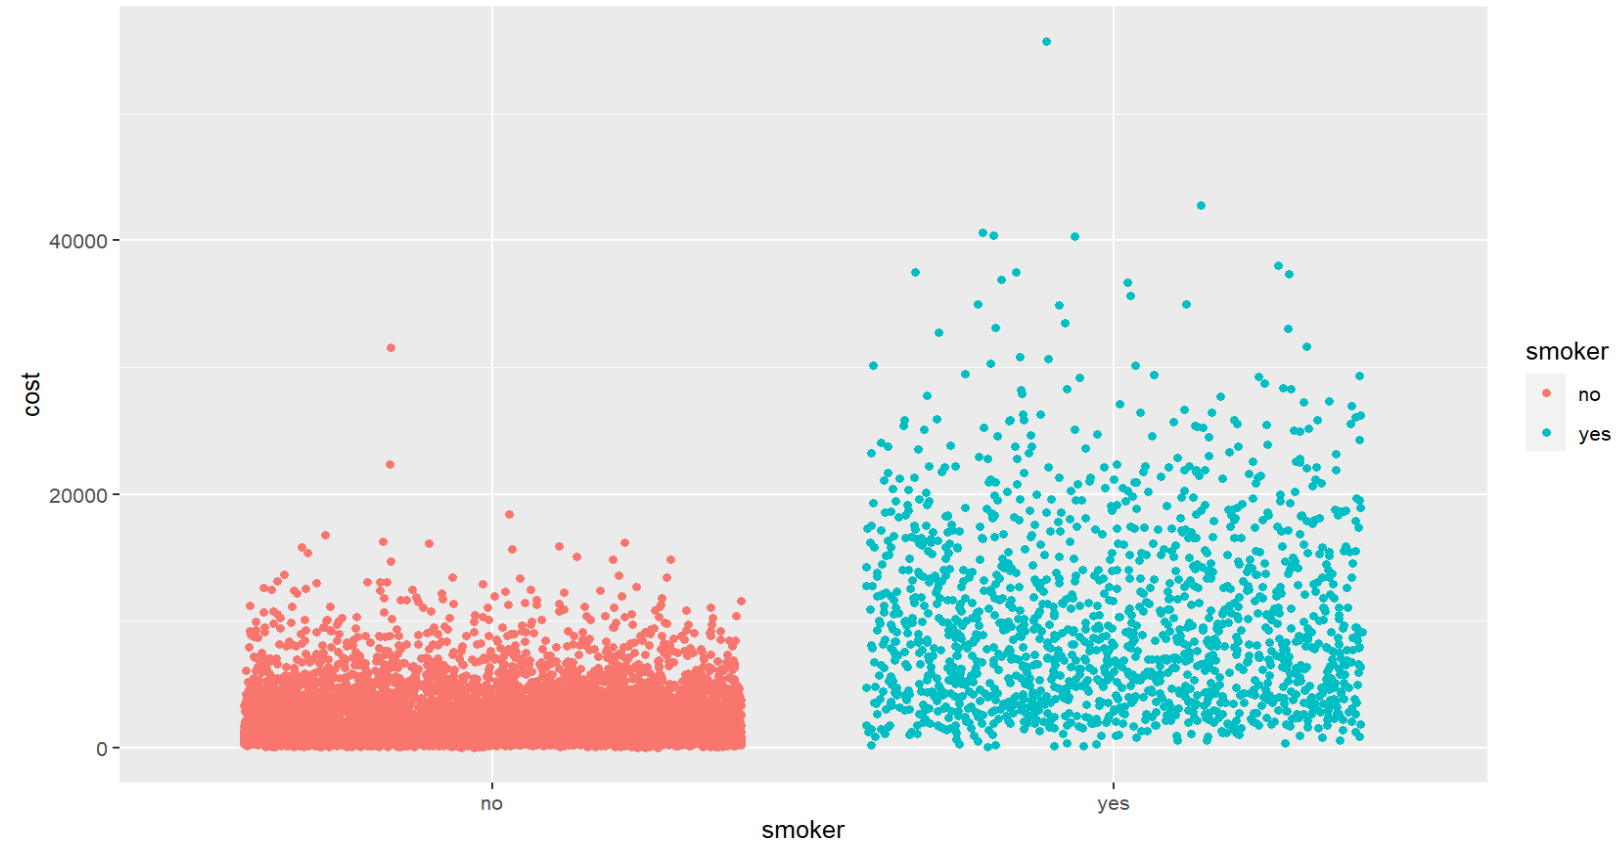 40000
20000
0
cost
no
yes
smoker
smoker
no
yes